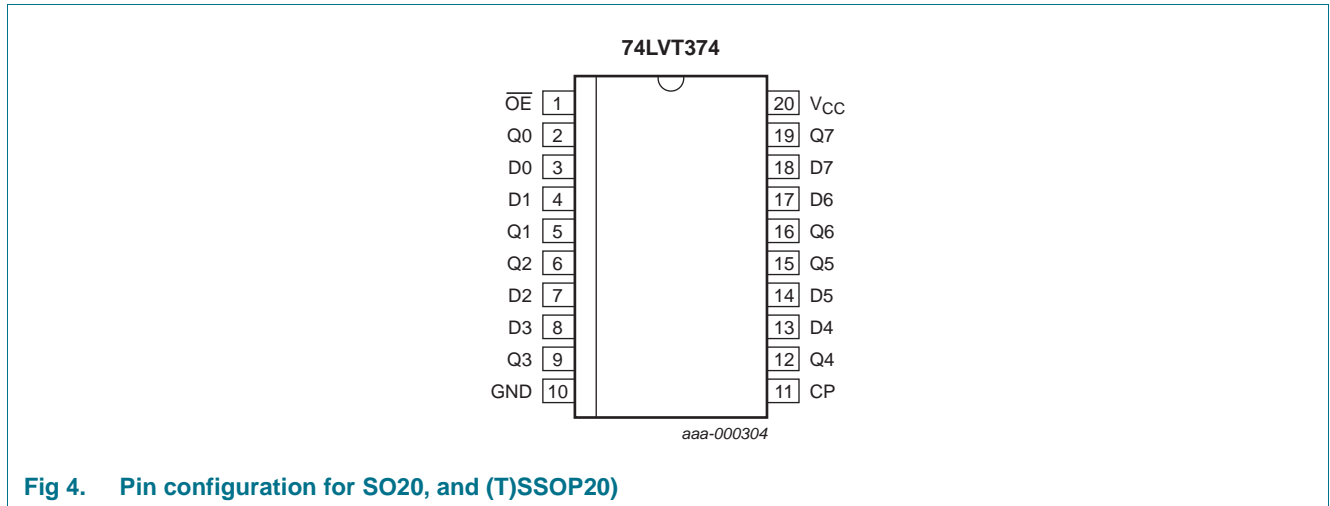 74LVT374
O̅E̅ 1 20 VCC
Q0 2 19 Q7
D0 3 18 D7
D1 4 17 D6
Q1 5 16 Q6
Q2 6 15 Q5
D2 7 14 D5
D3 8 13 D4
Q3 9 12 Q4
GND 10 11 CP
aaa-000304
Fig 4. Pin configuration for SO20, and (T)SSOP20)